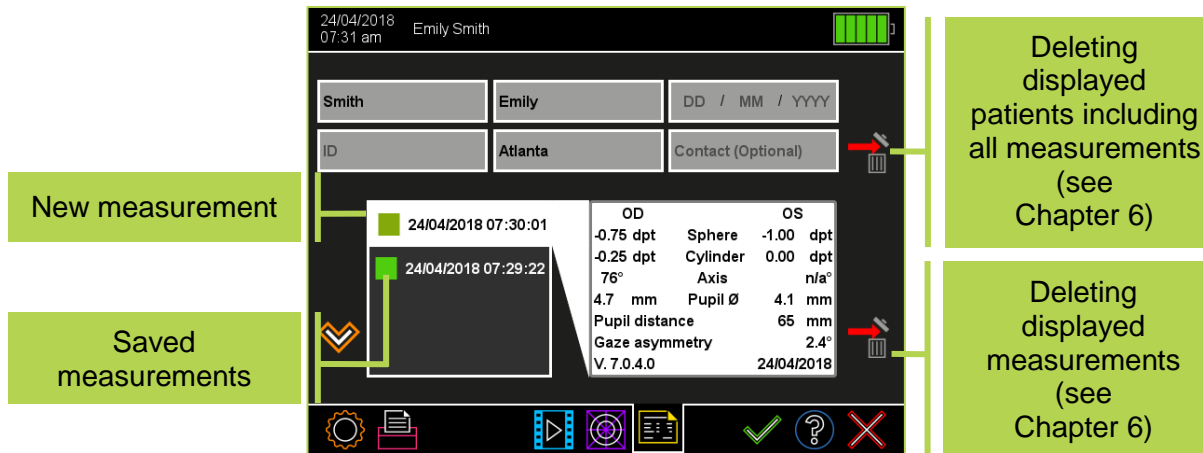 24/04/2018
07:31 am
Emily Smith
Smith
Emily
DD / MM / YYYY
ID
Atlanta
Contact (Optional)
Deleting
displayed
patients including
all measurements
(see
Chapter 6)
New measurement
24/04/2018 07:30:01
24/04/2018 07:29:22
OD OS
-0.75 dpt Sphere -1.00 dpt
-0.25 dpt Cylinder 0.00 dpt
76° Axis n/a°
4.7 mm Pupil Ø 4.1 mm
Pupil distance 65 mm
Gaze asymmetry 2.4°
V. 7.0.4.0 24/04/2018
Saved
measurements
Deleting
displayed
measurements
(see
Chapter 6)
?